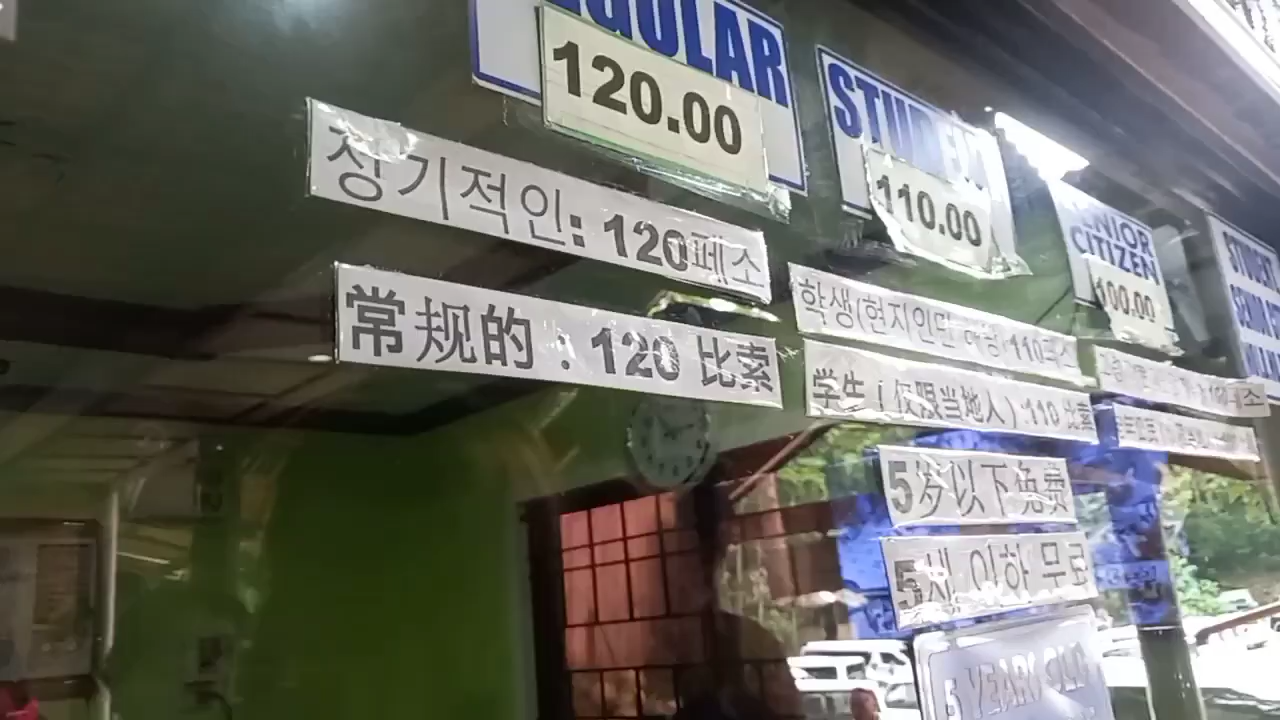 REGULAR
120.00
정기적인: 120페소
常规的：120 比索
STUDENT
110.00
학생(현지인만 해당) 110페소
学生（仅限当地人）110 比索
SENIOR
CITIZEN
100.00
5岁以下免费
5세 이하 무료
5 YEARS OLD
STUDENT